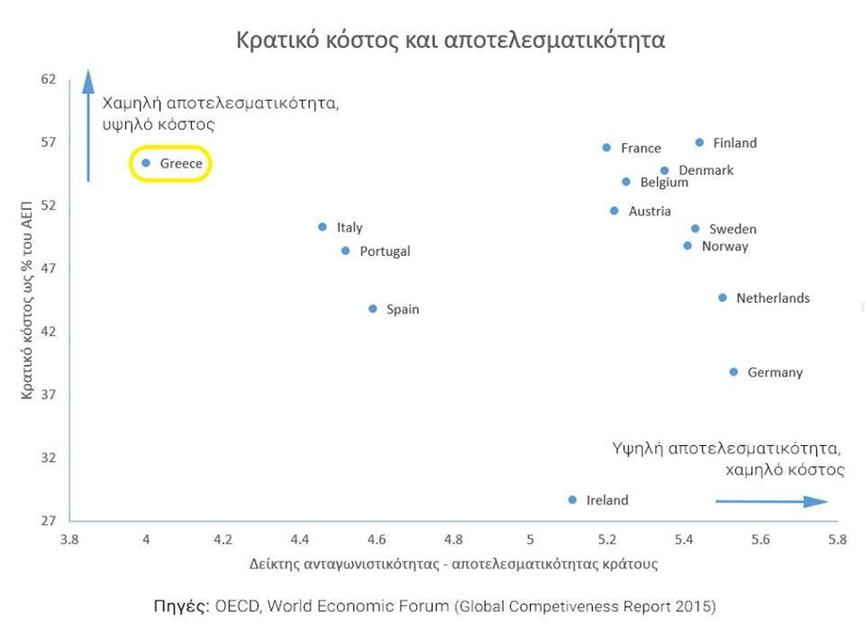 Κρατικό κόστος και αποτελεσματικότητα
62
Χαμηλή αποτελεσματικότητα,
υψηλό κόστος
57
France
Finland
Greece
Denmark
Belgium
52
Austria
Italy
Sweden
Portugal
Norway
47
Netherlands
Spain
42
Germany
37
Κρατικό κόστος ως % του ΑΕΠ
32
Υψηλή αποτελεσματικότητα,
χαμηλό κόστος
Ireland
27
3.8 4 4.2 4.4 4.6 4.8 5 5.2 5.4 5.6 5.8
Δείκτης ανταγωνιστικότητας - αποτελεσματικότητας κράτους
Πηγές: OECD, World Economic Forum (Global Competiveness Report 2015)